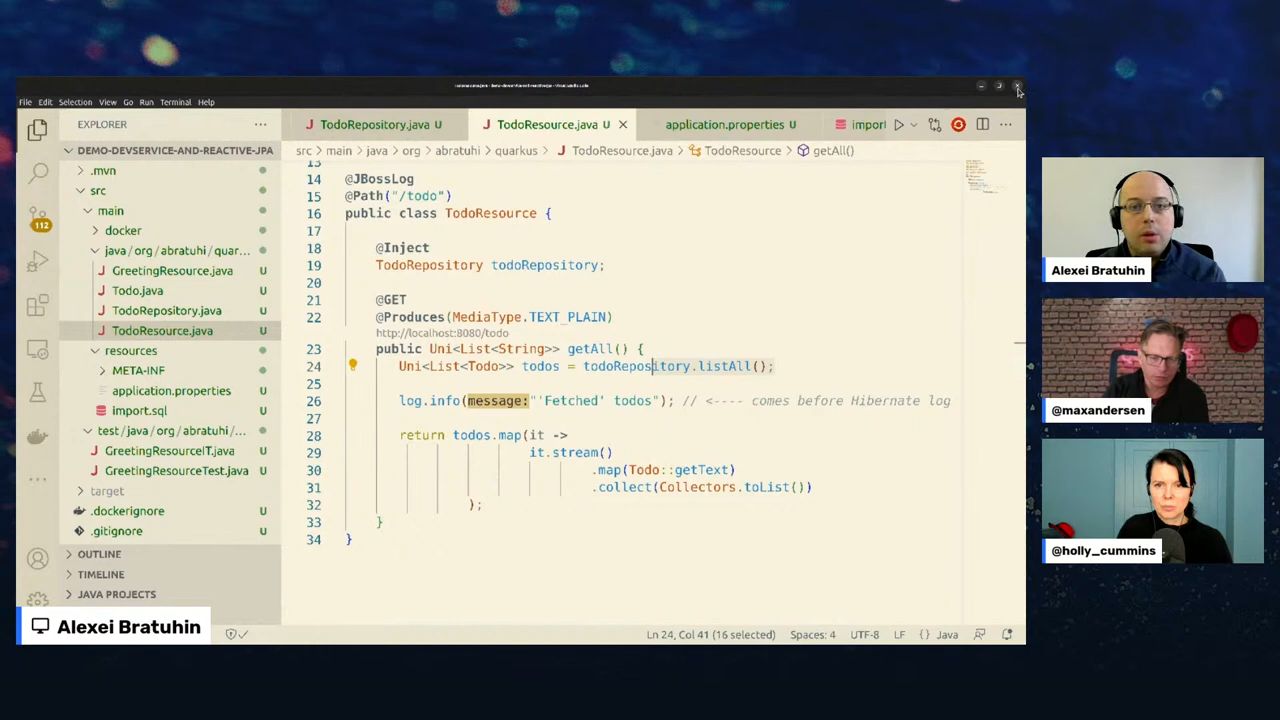 File Edit Selection View Go Run Terminal Help
EXPLORER
DEMO-DEVSERVICE-AND-REACTIVE-JPA
.mvn
src
main
docker
java/org/abratuhi/quar...
GreetingResource.java U
Todo.java U
TodoRepository.java U
TodoResource.java U
resources
META-INF
application.properties U
import.sql U
test/java/org/abratuhi/...
GreetingResourceIT.java U
GreetingResourceTest.java U
target
.dockerignore U
.gitignore U
OUTLINE
TIMELINE
JAVA PROJECTS
112
TodoRepository.java U
TodoResource.java U
application.properties U
import
src > main > java > org > abratuhi > quarkus > TodoResource.java > TodoResource > getAll()
13
14 @JBossLog
15 @Path("/todo")
16 public class TodoResource {
17
18 @Inject
19 TodoRepository todoRepository;
20
21 @GET
22 @Produces(MediaType.TEXT_PLAIN)
http://localhost:8080/todo
23 public Uni<List<String>> getAll() {
24 Uni<List<Todo>> todos = todoRepository.listAll();
25
26 log.info(message:"'Fetched' todos"); // <---- comes before Hibernate log
27
28 return todos.map(it ->
29 it.stream()
30 .map(Todo::getText)
31 .collect(Collectors.toList())
32 );
33 }
34 }
Ln 24, Col 41 (16 selected) Spaces: 4 UTF-8 LF {} Java
Alexei Bratuhin
Alexei Bratuhin
@maxandersen
@holly_cummins